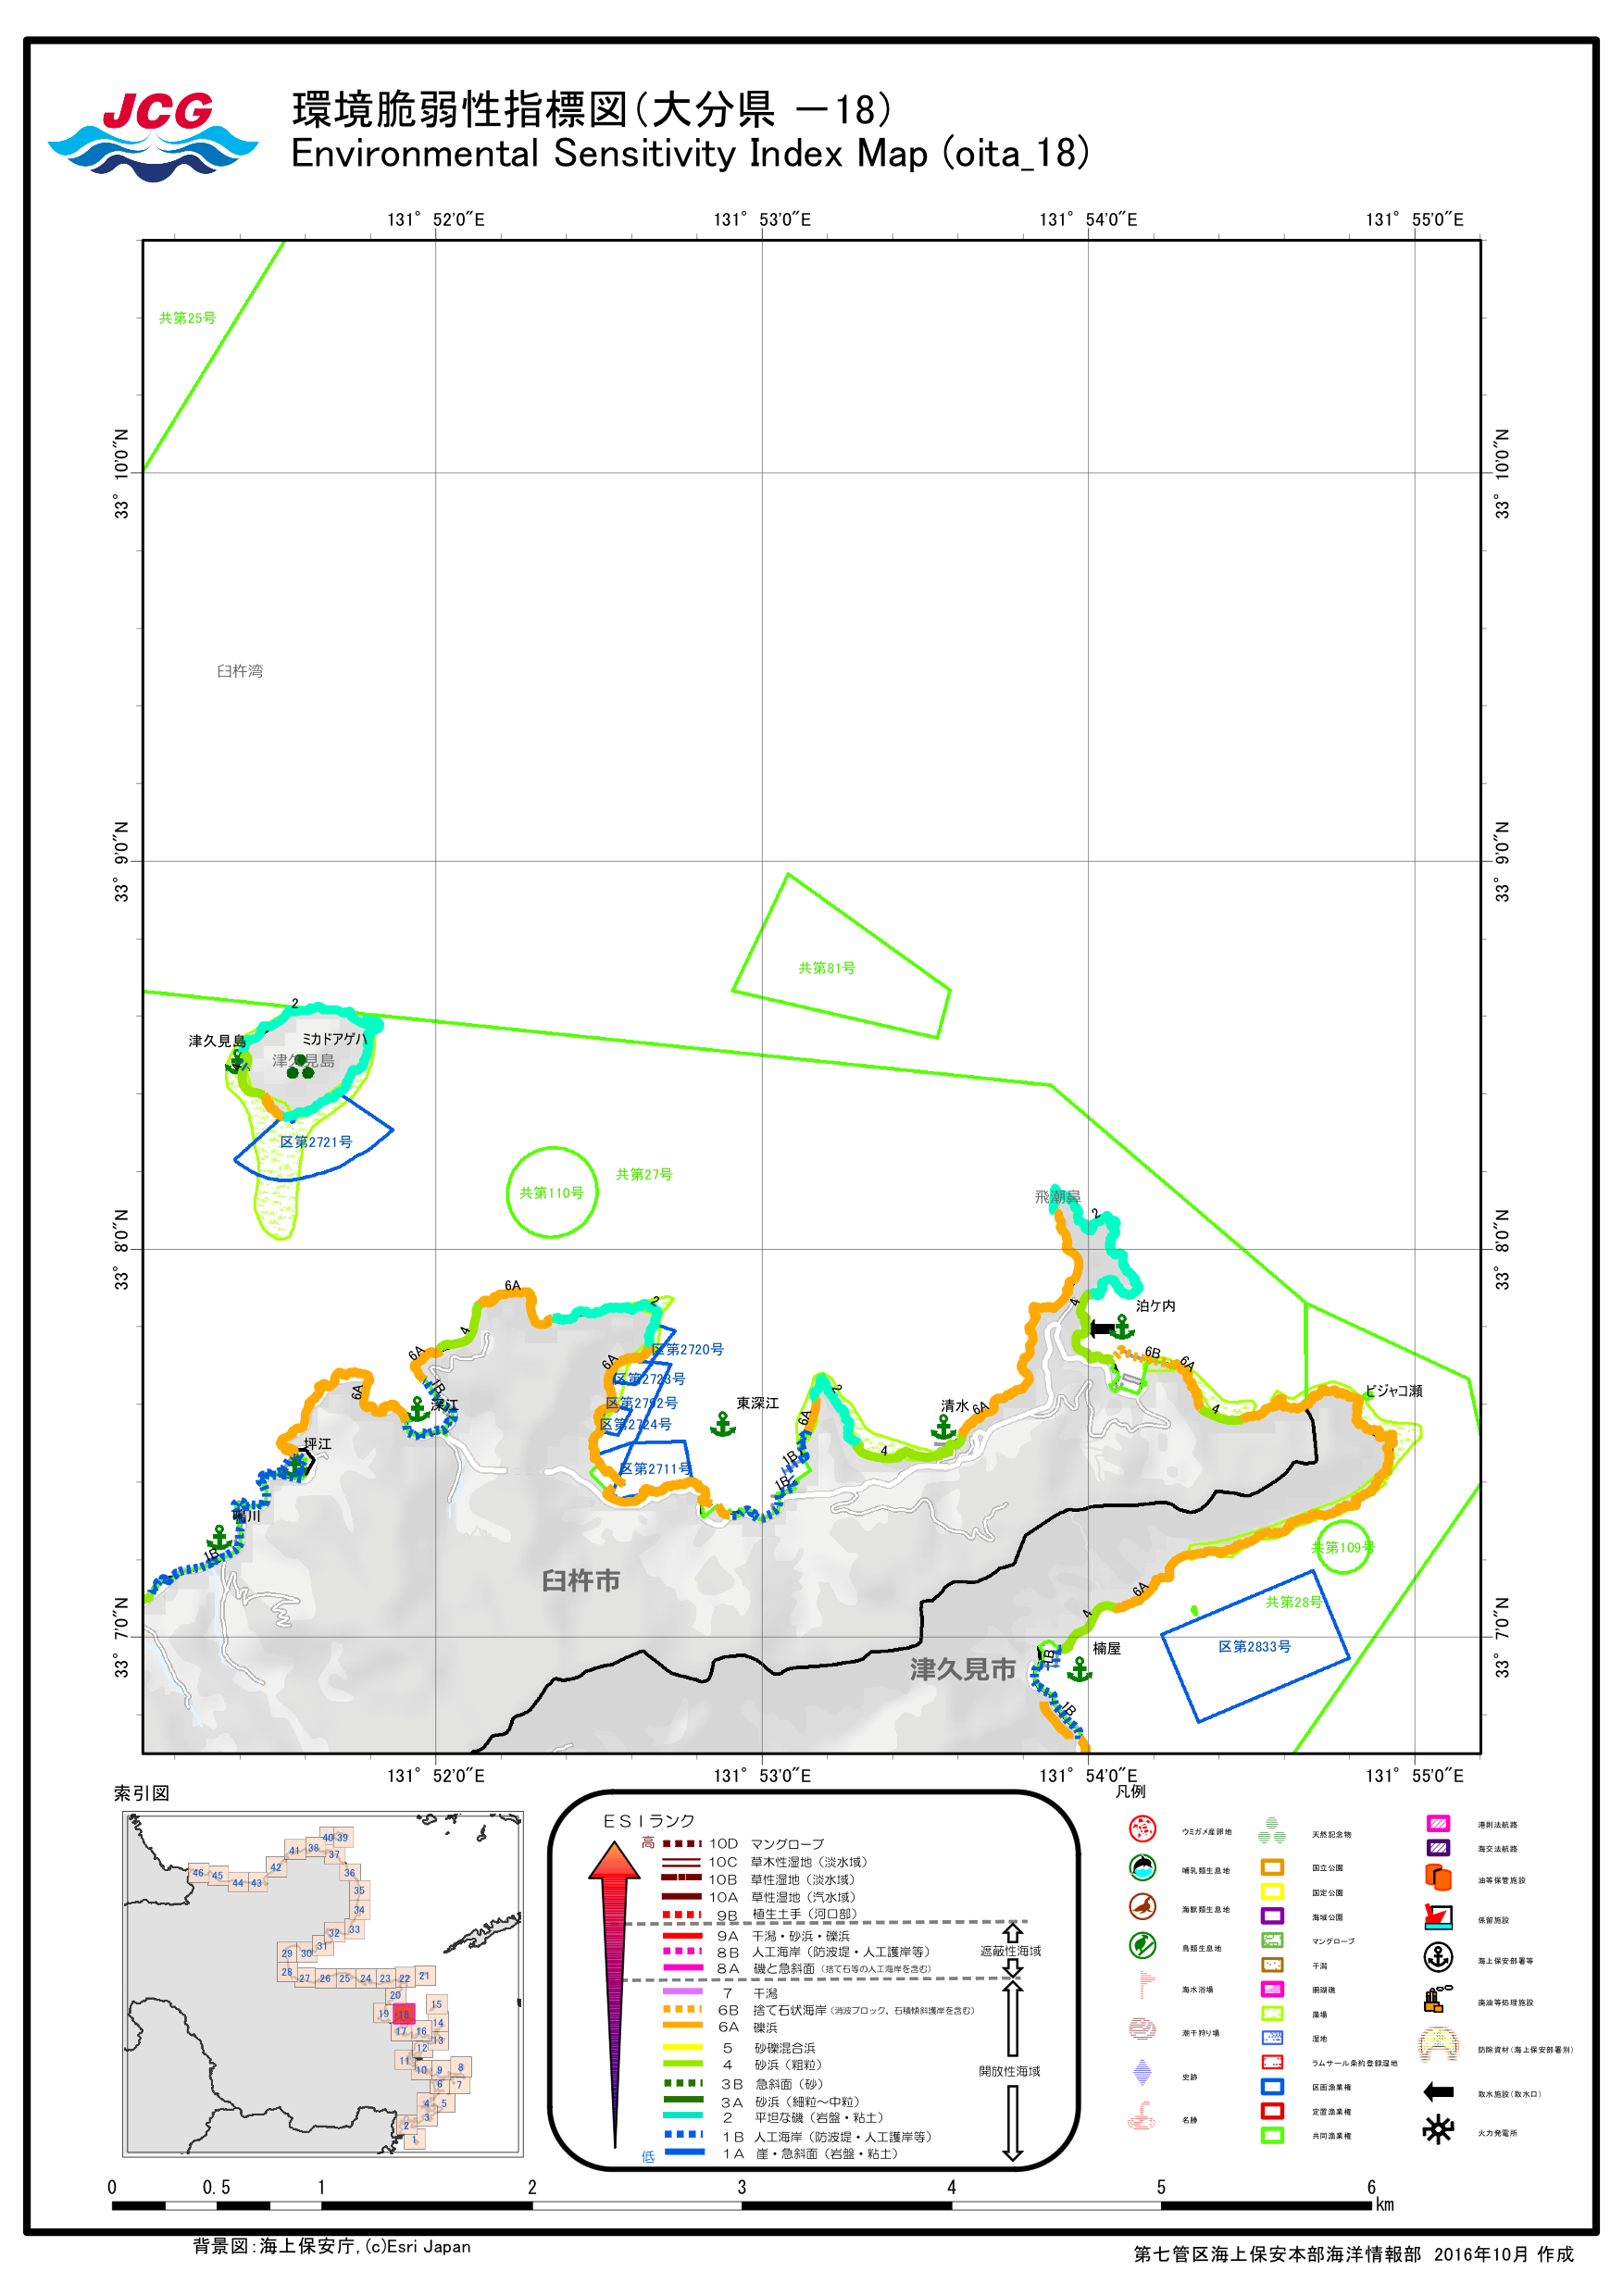 JCG
環境脆弱性指標図(大分県 －18)
Environmental Sensitivity Index Map (oita_18)
131° 52'0"E
131° 53'0"E
131° 54'0"E
131° 55'0"E
33° 10'0"N
33° 10'0"N
33° 9'0"N
33° 9'0"N
33° 8'0"N
33° 8'0"N
33° 7'0"N
33° 7'0"N
共第25号
臼杵湾
共第81号
2
津久見島
ミカドアゲハ
津久見島
区第2721号
共第110号
共第27号
飛潮鼻
2
泊ケ内
6A
4
2
6A
1B
深江
6A
6A
区第2720号
区第2723号
区第2792号
区第2724号
区第2711号
東深江
坪江
1B
2
6A
1B
1B
4
清水
6A
4
6B
6A
4
ビジャコ瀬
共第109号
共第28号
区第2833号
6A
4
楠屋
1B
1B
臼杵市
津久見市
131° 52'0"E
131° 53'0"E
131° 54'0"E
131° 55'0"E
索引図
40 39
41 38 37
42
46 45 44 43
36
35
34
33
32
31
30
29
28
27 26 25 24 23 22 21
20
19 18
15
17 16 14
13
12
11
10 9 8
6 7
4 5
3
2
1
ESIランク
高
10D マングローブ
10C 草木性湿地（淡水域）
10B 草性湿地（淡水域）
10A 草性湿地（汽水域）
9B 植生土手（河口部）
9A 干潟・砂浜・礫浜
8B 人工海岸（防波堤・人工護岸等）
8A 磯と急斜面（捨て石等の人工海岸を含む）
7 干潟
6B 捨て石状海岸（消波ブロック、石積傾斜護岸を含む）
6A 礫浜
5 砂礫混合浜
4 砂浜（粗粒）
3B 急斜面（砂）
3A 砂浜（細粒～中粒）
2 平坦な磯（岩盤・粘土）
1B 人工海岸（防波堤・人工護岸等）
1A 崖・急斜面（岩盤・粘土）
低
遮蔽性海域
開放性海域
凡例
ウミガメ産卵地
哺乳類生息地
海獣類生息地
鳥類生息地
海水浴場
潮干狩り場
史跡
名勝
天然記念物
国立公園
国定公園
海域公園
マングローブ
干潟
珊瑚礁
藻場
湿地
ラムサール条約登録湿地
区画漁業権
定置漁業権
共同漁業権
港則法航路
海交法航路
油等保管施設
保留施設
海上保安部署等
廃油等処理施設
防除資材(海上保安部署別)
取水施設(取水口)
火力発電所
0 0.5 1 2 3 4 5 6
km
背景図：海上保安庁, (c)Esri Japan
第七管区海上保安本部海洋情報部 2016年10月 作成